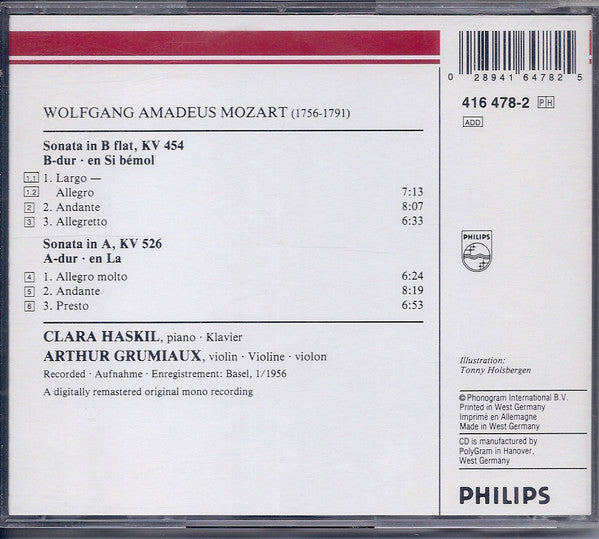 WOLFGANG AMADEUS MOZART (1756-1791)
Sonata in B flat, KV 454
B-dur · en Si bémol
1.1 1. Largo —
1.2 Allegro 7:13
2 2. Andante 8:07
3 3. Allegretto 6:33
Sonata in A, KV 526
A-dur · en La
4 1. Allegro molto 6:24
5 2. Andante 8:19
6 3. Presto 6:53
CLARA HASKIL, piano · Klavier
ARTHUR GRUMIAUX, violin · Violine · violon
Recorded · Aufnahme · Enregistrement: Basel, 1/1956
A digitally remastered original mono recording
0 28941 64782 5
416 478-2 PH
ADD
PHILIPS
Illustration:
Tonny Holsbergen
℗ Phonogram International B.V.
Printed in West Germany
Imprimé en Allemagne
Made in West Germany
CD is manufactured by
PolyGram in Hanover,
West Germany
PHILIPS